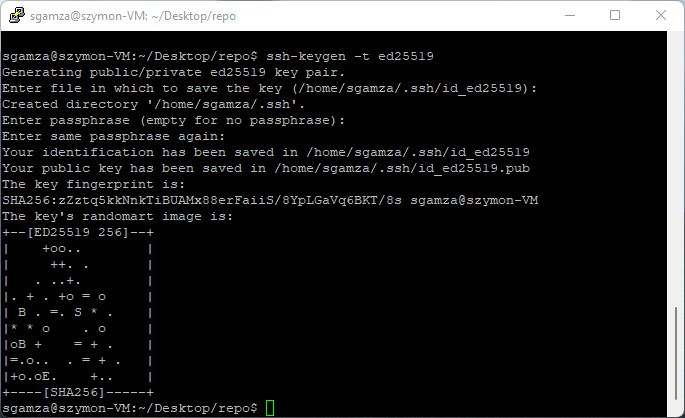 sgamza@szymon-VM: ~/Desktop/repo
sgamza@szymon-VM:~/Desktop/repo$ ssh-keygen -t ed25519
Generating public/private ed25519 key pair.
Enter file in which to save the key (/home/sgamza/.ssh/id_ed25519):
Created directory '/home/sgamza/.ssh'.
Enter passphrase (empty for no passphrase):
Enter same passphrase again:
Your identification has been saved in /home/sgamza/.ssh/id_ed25519
Your public key has been saved in /home/sgamza/.ssh/id_ed25519.pub
The key fingerprint is:
SHA256:zZztq5kkNnkTiBUAMx88erFaiiS/8YpLGaVq6BKT/8s sgamza@szymon-VM
The key's randomart image is:
+--[ED25519 256]--+
|    +oo..        |
|     ++. .       |
|   . ..+.        |
|. + . +o = o     |
| B . =. S * .    |
|* * o    . o     |
|oB +    = + .    |
|=.o..  . = + .   |
|+o.oE.    +..    |
+----[SHA256]-----+
sgamza@szymon-VM:~/Desktop/repo$